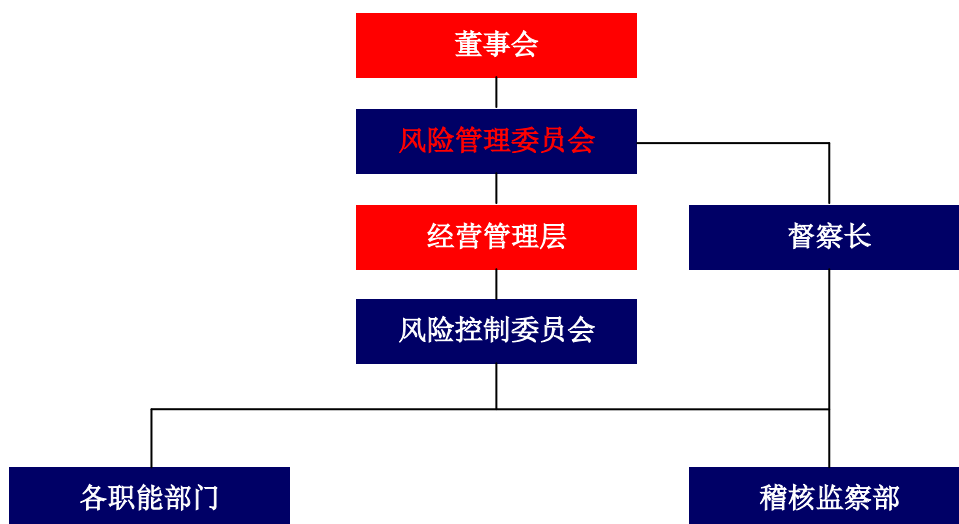 董事会
风险管理委员会
经营管理层
督察长
风险控制委员会
各职能部门
稽核监察部